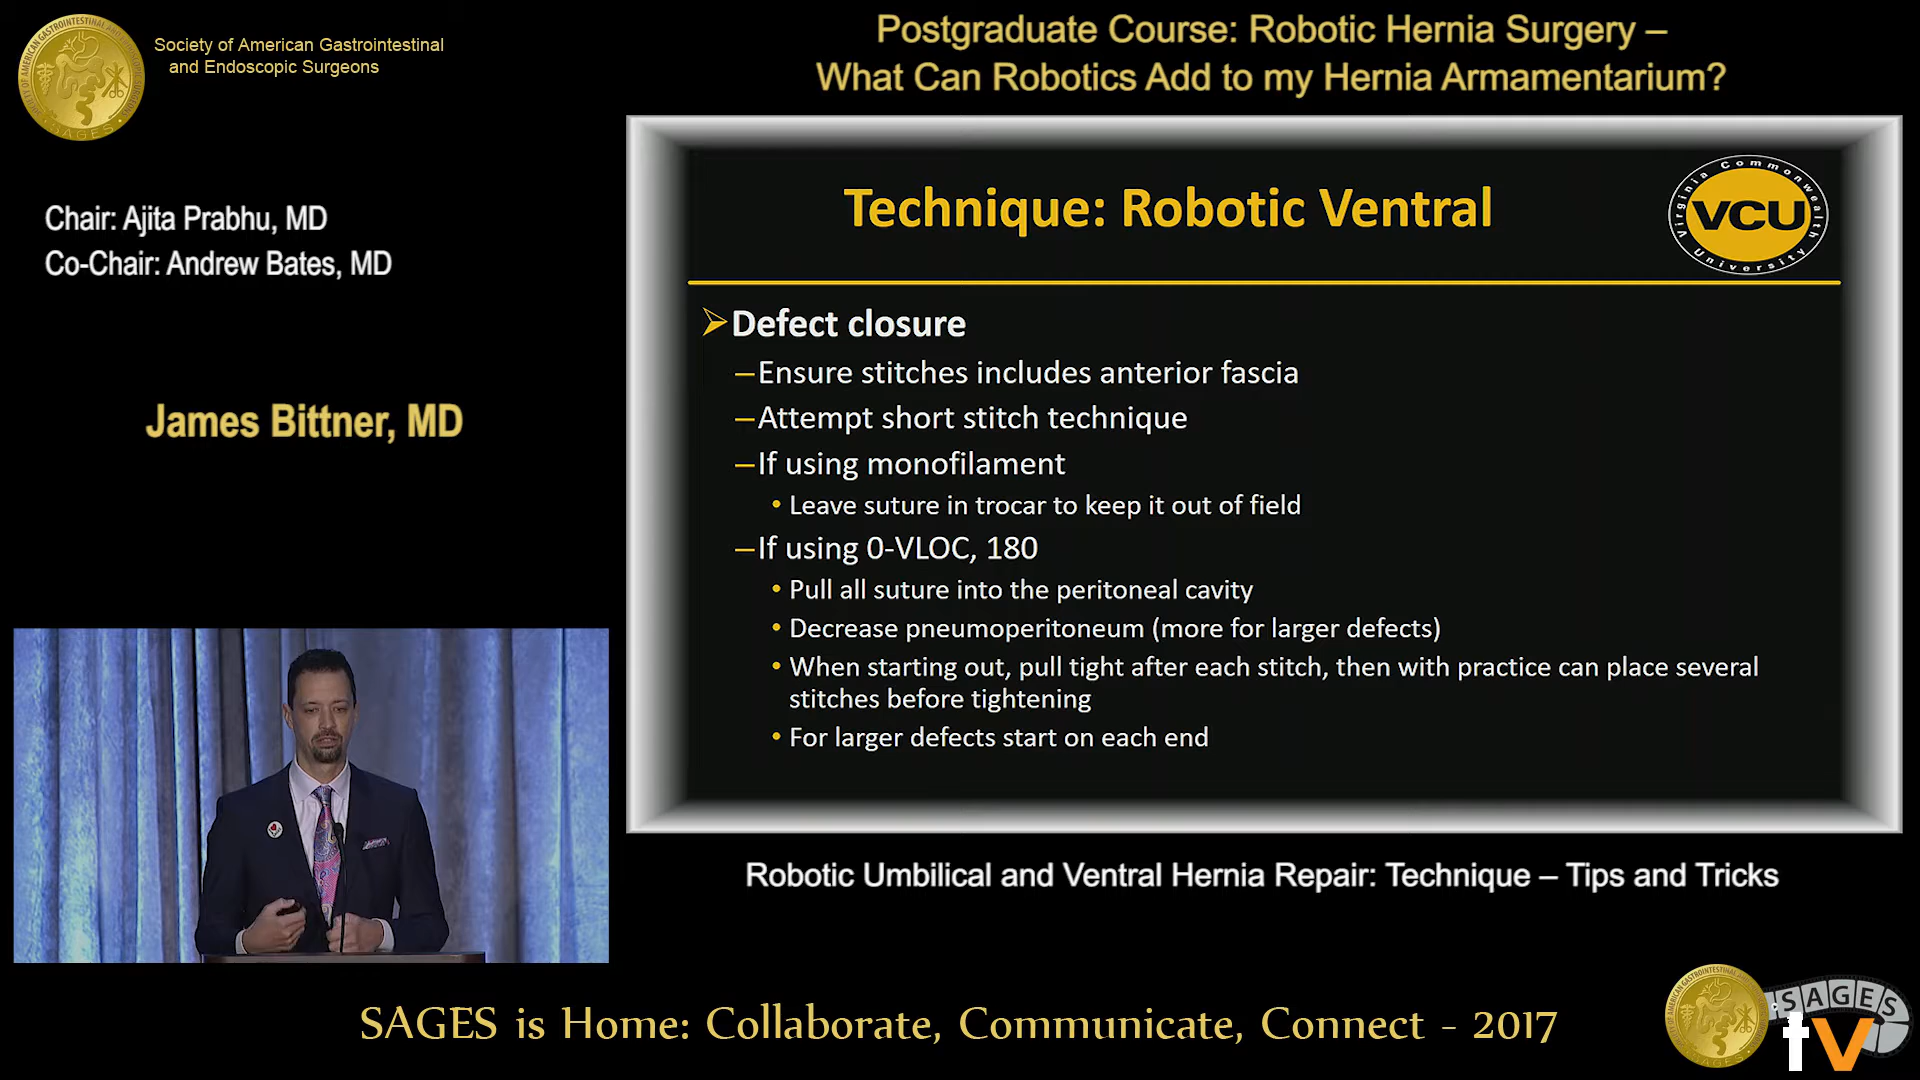 Society of American Gastrointestinal
and Endoscopic Surgeons
Postgraduate Course: Robotic Hernia Surgery –
What Can Robotics Add to my Hernia Armamentarium?
Chair: Ajita Prabhu, MD
Co-Chair: Andrew Bates, MD
James Bittner, MD
Technique: Robotic Ventral
Virginia Commonwealth
VCU
University
Defect closure
–Ensure stitches includes anterior fascia
–Attempt short stitch technique
–If using monofilament
• Leave suture in trocar to keep it out of field
–If using 0-VLOC, 180
• Pull all suture into the peritoneal cavity
• Decrease pneumoperitoneum (more for larger defects)
• When starting out, pull tight after each stitch, then with practice can place several
stitches before tightening
• For larger defects start on each end
Robotic Umbilical and Ventral Hernia Repair: Technique – Tips and Tricks
SAGES is Home: Collaborate, Communicate, Connect - 2017
SAGES
tv